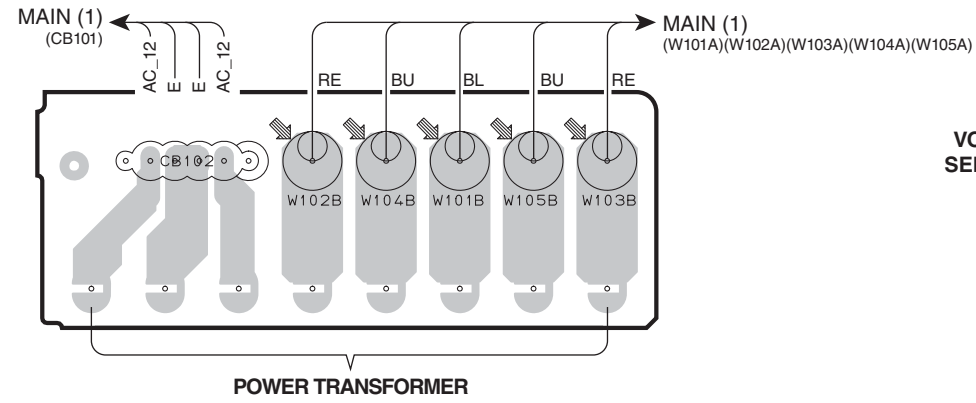 MAIN (1)
(CB101)
AC_12
E
E
AC_12
MAIN (1)
(W101A)(W102A)(W103A)(W104A)(W105A)
RE
BU
BL
BU
RE
CB102
W102B
W104B
W101B
W105B
W103B
POWER TRANSFORMER
VO
SEL